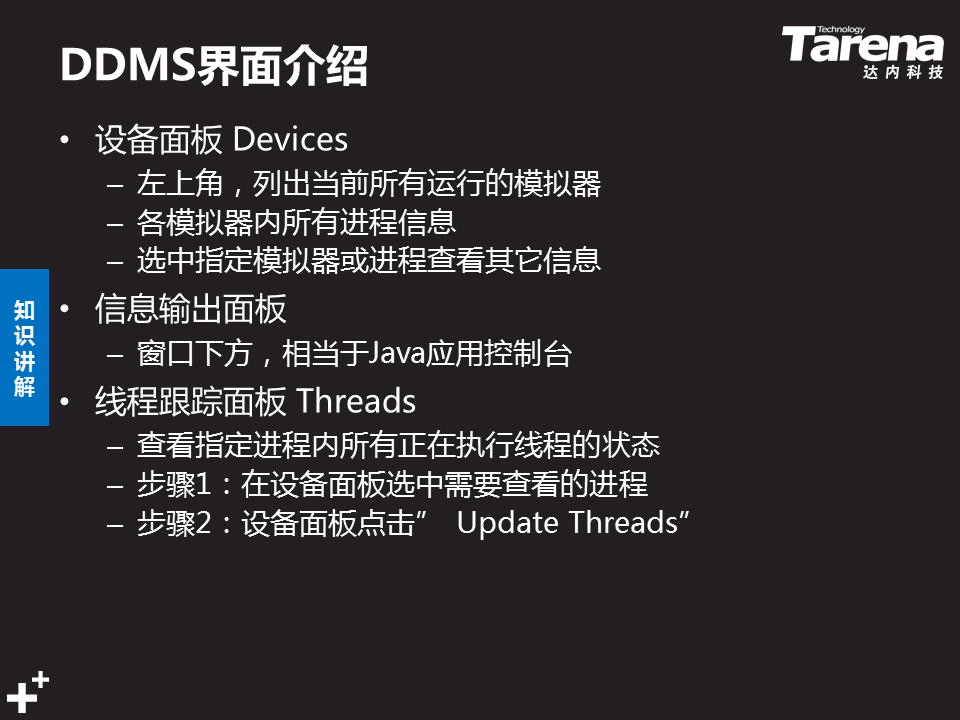 DDMS界面介绍
Technology
Tarena
达内科技
• 设备面板 Devices
– 左上角，列出当前所有运行的模拟器
– 各模拟器内所有进程信息
– 选中指定模拟器或进程查看其它信息
• 信息输出面板
– 窗口下方，相当于Java应用控制台
• 线程跟踪面板 Threads
– 查看指定进程内所有正在执行线程的状态
– 步骤1：在设备面板选中需要查看的进程
– 步骤2：设备面板点击” Update Threads”
知识讲解